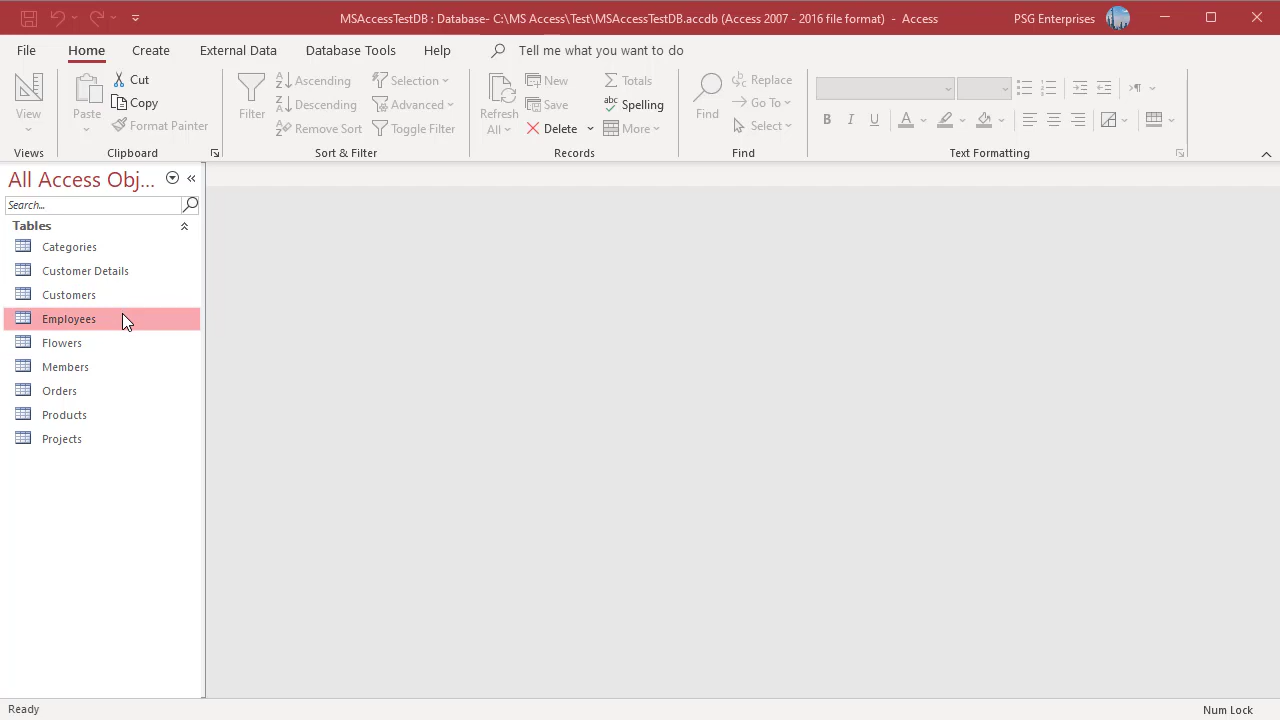 MSAccessTestDB : Database- C:\MS Access\Test\MSAccessTestDB.accdb (Access 2007 - 2016 file format) - Access
PSG Enterprises
File Home Create External Data Database Tools Help Tell me what you want to do
View
Views
Paste
Cut
Copy
Format Painter
Clipboard
Filter
Ascending
Descending
Remove Sort
Selection
Advanced
Toggle Filter
Sort & Filter
Refresh
All
New
Save
Delete
Totals
Spelling
More
Records
Find
Replace
Go To
Select
Find
B I U A
Text Formatting
All Access Obj...
Search...
Tables
Categories
Customer Details
Customers
Employees
Flowers
Members
Orders
Products
Projects
Ready
Num Lock